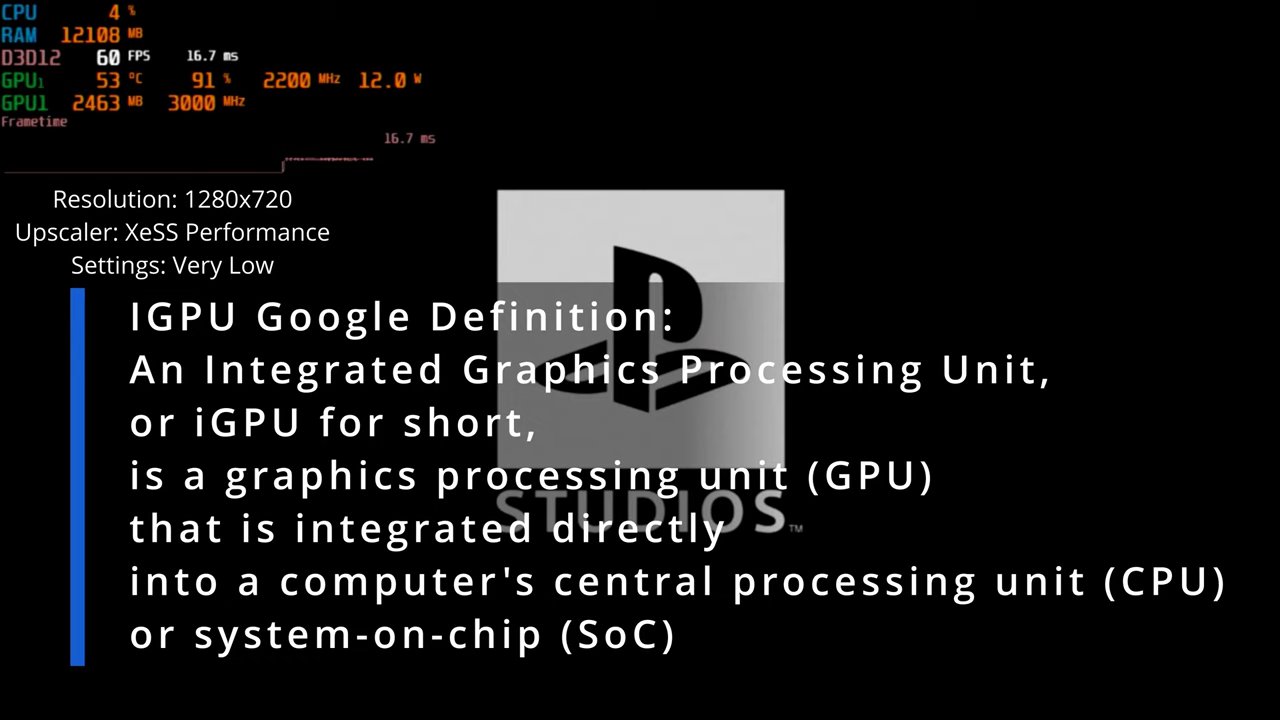 CPU 4 %
RAM 12108 MB
D3D12 60 FPS 16.7 ms
GPU1 53 °C 91 % 2200 MHz 12.0 W
GPU1 2463 MB 3000 MHz
Frametime
16.7 ms
Resolution: 1280x720
Upscaler: XeSS Performance
Settings: Very Low
IGPU Google Definition:
An Integrated Graphics Processing Unit,
or iGPU for short,
is a graphics processing unit (GPU)
STUDIOS™
that is integrated directly
into a computer's central processing unit (CPU)
or system-on-chip (SoC)